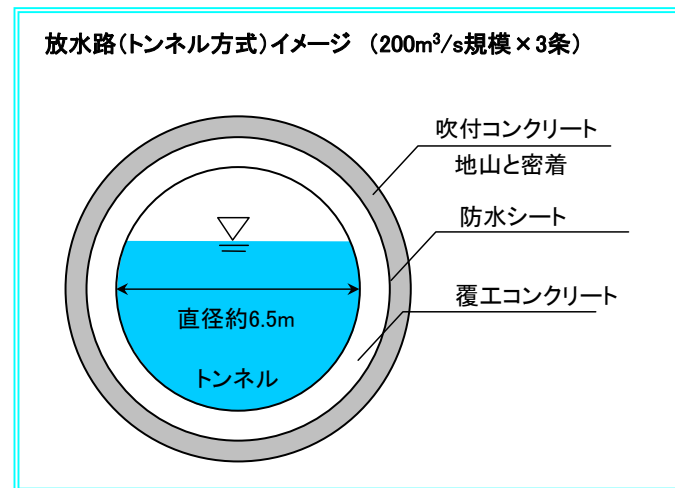 放水路(トンネル方式)イメージ (200m³/s規模×3条)
吹付コンクリート
地山と密着
防水シート
覆工コンクリート
直径約6.5m
トンネル